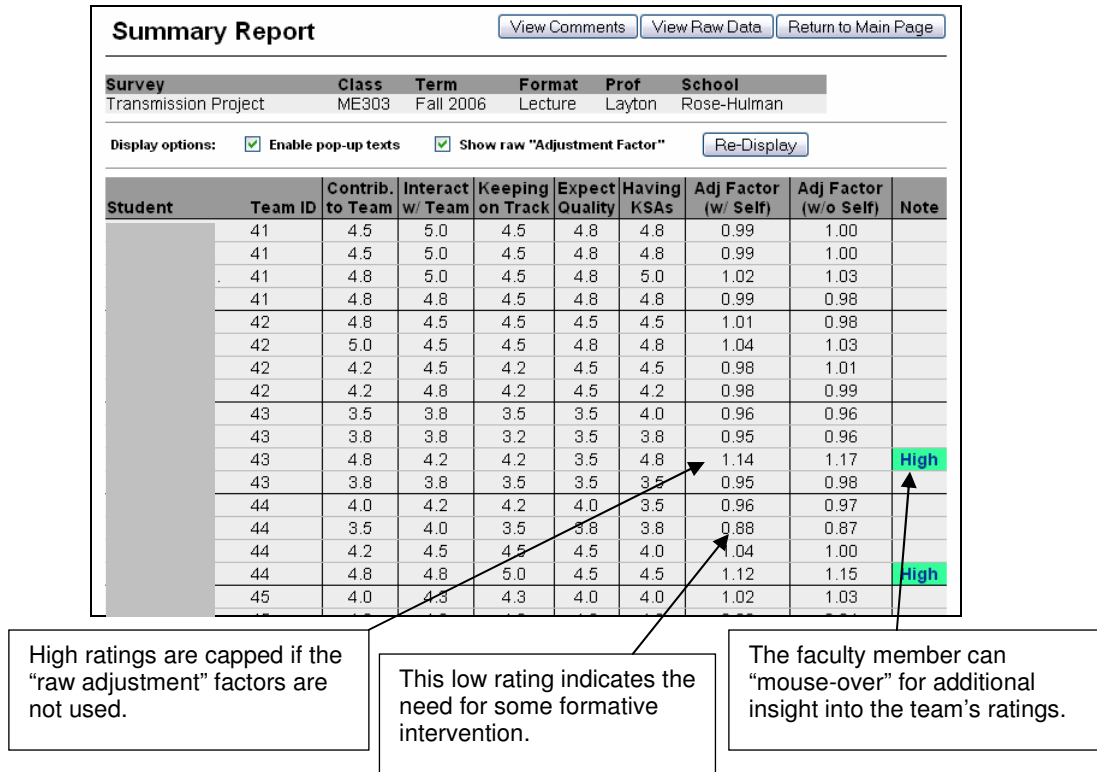 Summary Report
View Comments View Raw Data Return to Main Page
Survey Class Term Format Prof School
Transmission Project ME303 Fall 2006 Lecture Layton Rose-Hulman
Display options: Enable pop-up texts Show raw "Adjustment Factor" Re-Display
Contrib. Interact Keeping Expect Having Adj Factor Adj Factor
Student Team ID to Team w/ Team on Track Quality KSAs (w/ Self) (w/o Self) Note
41 4.5 5.0 4.5 4.8 4.8 0.99 1.00
41 4.5 5.0 4.5 4.8 4.8 0.99 1.00
41 4.8 5.0 4.5 4.8 5.0 1.02 1.03
41 4.8 4.8 4.5 4.8 4.8 0.99 0.98
42 4.8 4.5 4.5 4.5 4.5 1.01 0.98
42 5.0 4.5 4.5 4.8 4.8 1.04 1.03
42 4.2 4.5 4.2 4.5 4.5 0.98 1.01
42 4.2 4.8 4.2 4.5 4.2 0.98 0.99
43 3.5 3.8 3.5 3.5 4.0 0.96 0.96
43 3.8 3.8 3.2 3.5 3.8 0.95 0.96
43 4.8 4.2 4.2 3.5 4.8 1.14 1.17 High
43 3.8 3.8 3.5 3.5 3.5 0.95 0.98
44 4.0 4.2 4.2 4.0 3.5 0.96 0.97
44 3.5 4.0 3.5 3.8 3.8 0.88 0.87
44 4.2 4.5 4.5 4.5 4.0 1.04 1.00
44 4.8 4.8 5.0 4.5 4.5 1.12 1.15 High
45 4.0 4.3 4.3 4.0 4.0 1.02 1.03
High ratings are capped if the
“raw adjustment” factors are
not used.
This low rating indicates the
need for some formative
intervention.
The faculty member can
“mouse-over” for additional
insight into the team’s ratings.